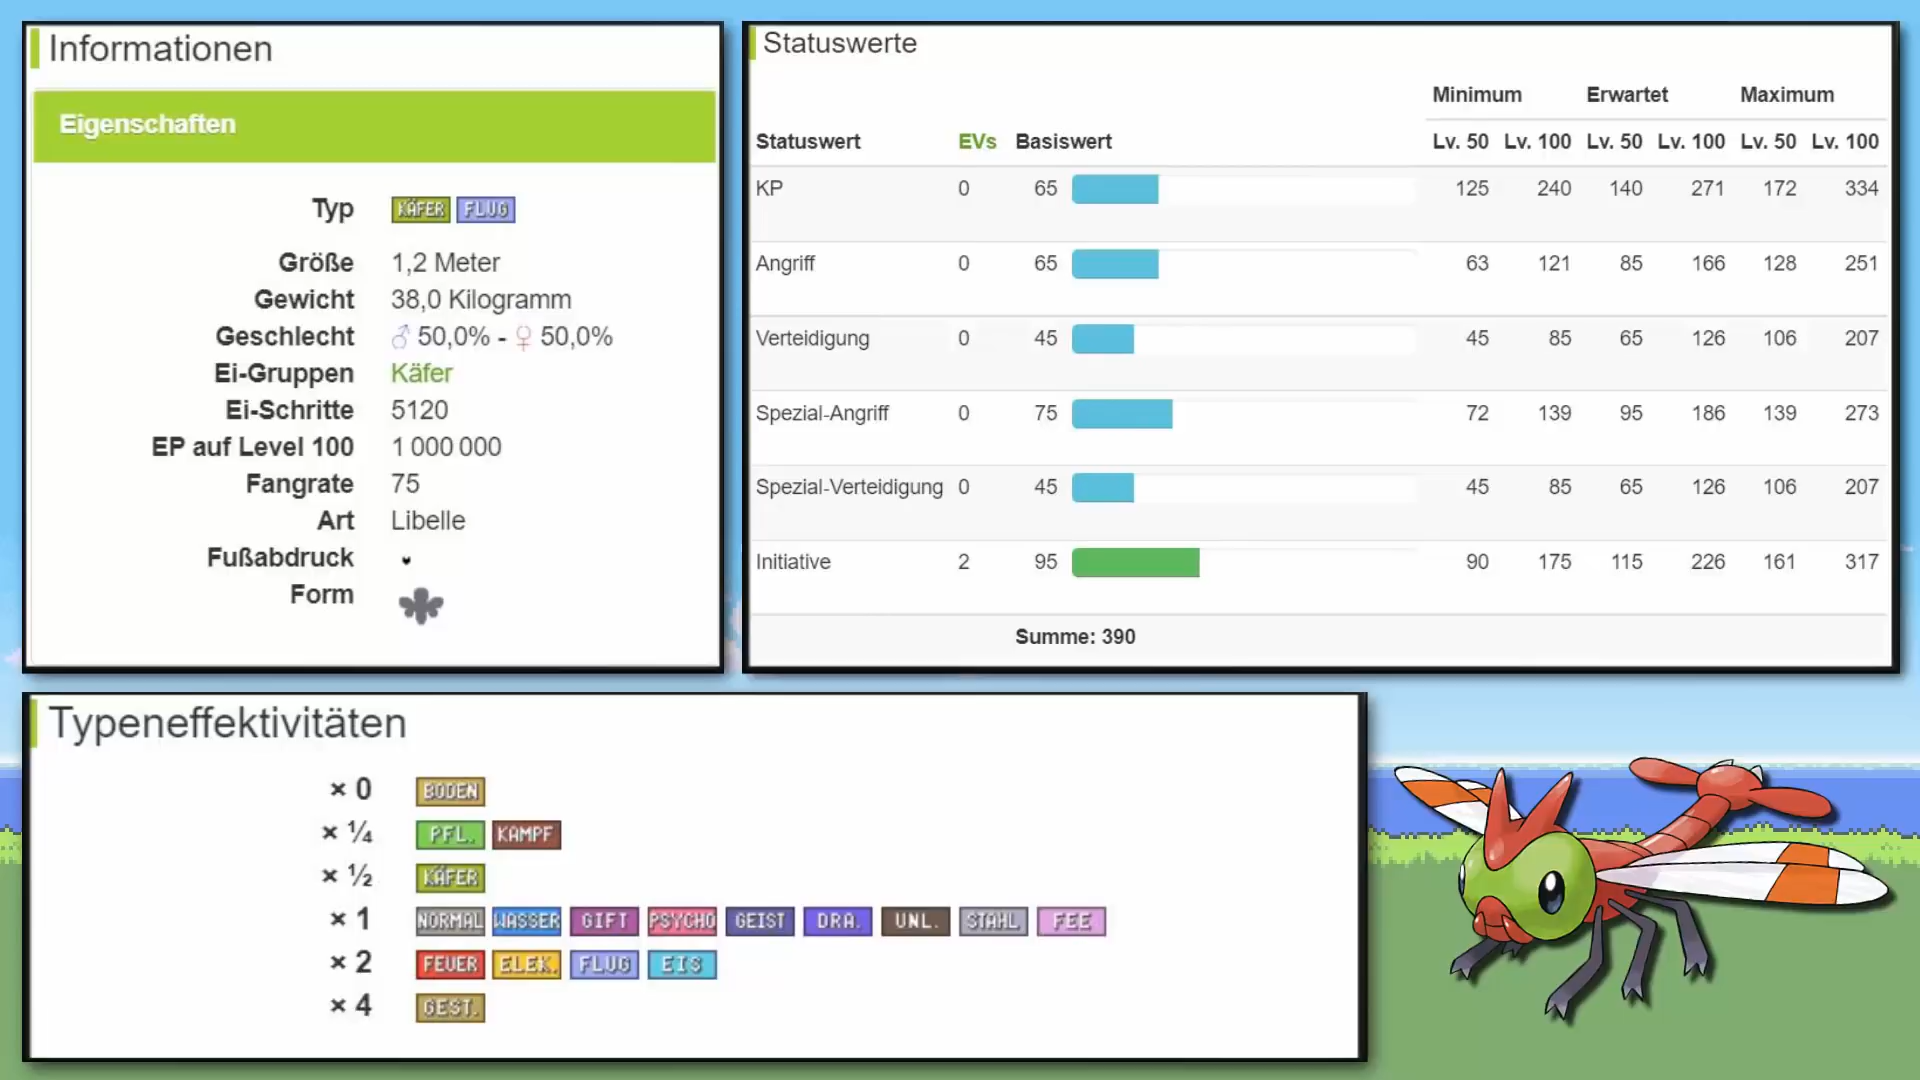 Informationen
Eigenschaften
Typ KÄFER FLUG
Größe 1,2 Meter
Gewicht 38,0 Kilogramm
Geschlecht ♂ 50,0% - ♀ 50,0%
Ei-Gruppen Käfer
Ei-Schritte 5120
EP auf Level 100 1 000 000
Fangrate 75
Art Libelle
Fußabdruck
Form
Statuswerte
Minimum Erwartet Maximum
Statuswert EVs Basiswert Lv. 50 Lv. 100 Lv. 50 Lv. 100 Lv. 50 Lv. 100
KP 0 65 125 240 140 271 172 334
Angriff 0 65 63 121 85 166 128 251
Verteidigung 0 45 45 85 65 126 106 207
Spezial-Angriff 0 75 72 139 95 186 139 273
Spezial-Verteidigung 0 45 45 85 65 126 106 207
Initiative 2 95 90 175 115 226 161 317
Summe: 390
Typeneffektivitäten
× 0 BODEN
× ¼ PFL. KAMPF
× ½ KÄFER
× 1 NORMAL WASSER GIFT PSYCHO GEIST DRA. UNL. STAHL FEE
× 2 FEUER ELEK. FLUG EIS
× 4 GEST.